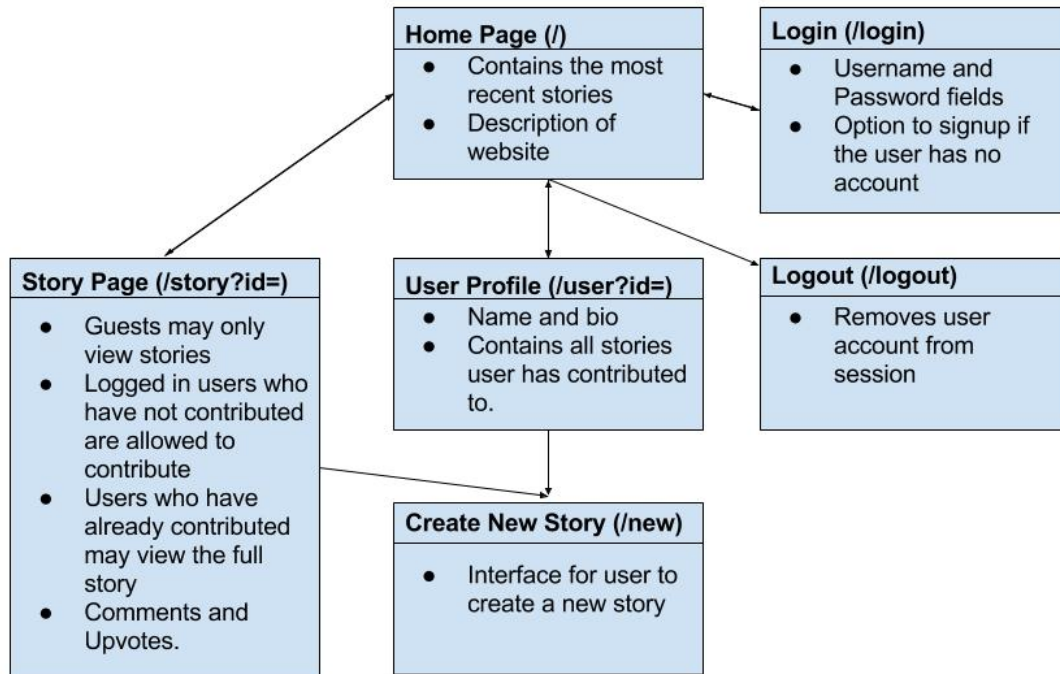 Home Page (/)
● Contains the most
recent stories
● Description of
website
Login (/login)
● Username and
Password fields
● Option to signup if
the user has no
account
Story Page (/story?id=)
● Guests may only
view stories
● Logged in users who
have not contributed
are allowed to
contribute
● Users who have
already contributed
may view the full
story
● Comments and
Upvotes.
User Profile (/user?id=)
● Name and bio
● Contains all stories
user has contributed
to.
Logout (/logout)
● Removes user
account from
session
Create New Story (/new)
● Interface for user to
create a new story